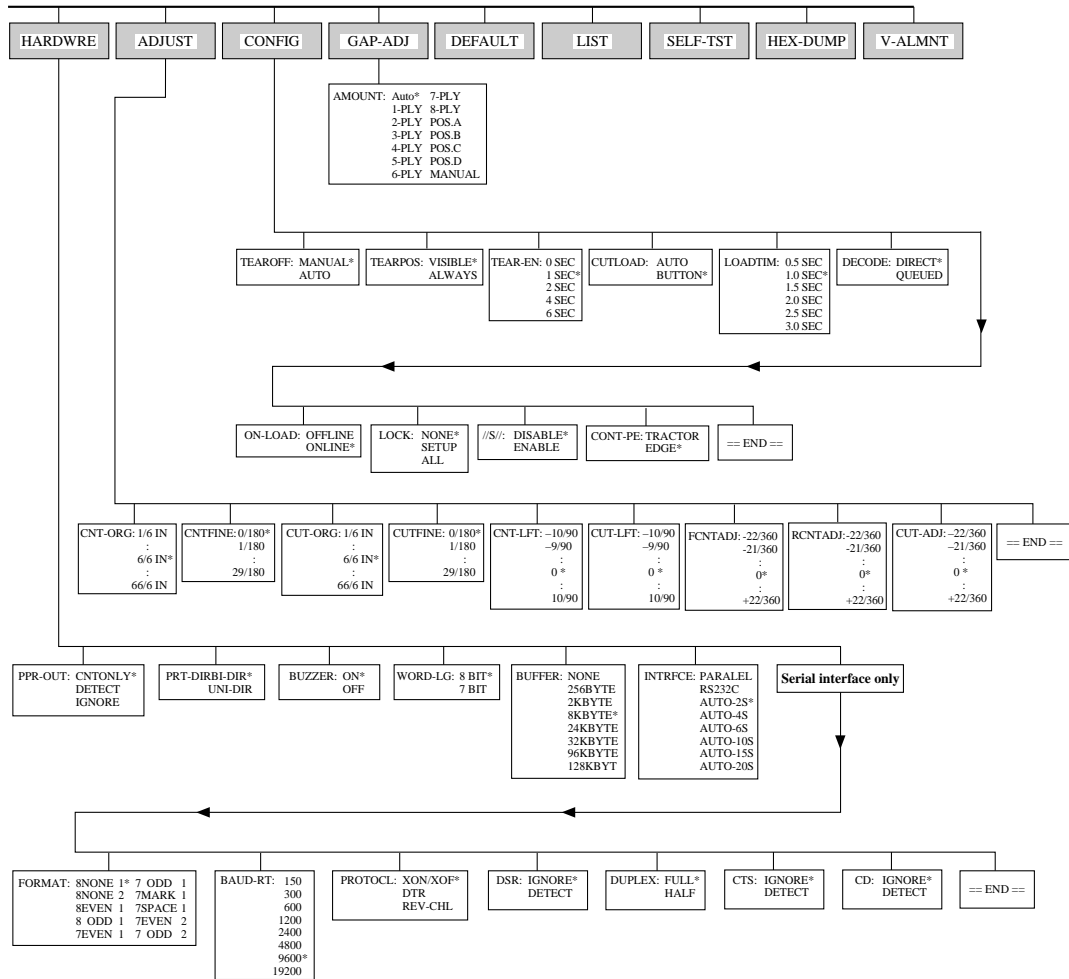 HARDWRE ADJUST CONFIG GAP-ADJ DEFAULT LIST SELF-TST HEX-DUMP V-ALMNT
AMOUNT: Auto* 7-PLY
1-PLY 8-PLY
2-PLY POS.A
3-PLY POS.B
4-PLY POS.C
5-PLY POS.D
6-PLY MANUAL
TEAROFF: MANUAL*
AUTO
TEARPOS: VISIBLE*
ALWAYS
TEAR-EN: 0 SEC
1 SEC*
2 SEC
4 SEC
6 SEC
CUTLOAD: AUTO
BUTTON*
LOADTIM: 0.5 SEC
1.0 SEC*
1.5 SEC
2.0 SEC
2.5 SEC
3.0 SEC
DECODE: DIRECT*
QUEUED
ON-LOAD: OFFLINE
ONLINE*
LOCK: NONE*
SETUP
ALL
//S//: DISABLE*
ENABLE
CONT-PE: TRACTOR
EDGE*
== END ==
CNT-ORG: 1/6 IN
:
6/6 IN*
:
66/6 IN
CNTFINE: 0/180*
1/180
:
29/180
CUT-ORG: 1/6 IN
:
6/6 IN*
:
66/6 IN
CUTFINE: 0/180*
1/180
:
29/180
CNT-LFT: –10/90
–9/90
:
0 *
:
10/90
CUT-LFT: –10/90
–9/90
:
0 *
:
10/90
FCNTADJ: -22/360
-21/360
:
0*
:
+22/360
RCNTADJ: -22/360
-21/360
:
0*
:
+22/360
CUT-ADJ: –22/360
–21/360
:
0 *
:
+22/360
== END ==
PPR-OUT: CNTONLY*
DETECT
IGNORE
PRT-DIRBI-DIR*
UNI-DIR
BUZZER: ON*
OFF
WORD-LG: 8 BIT*
7 BIT
BUFFER: NONE
256BYTE
2KBYTE
8KBYTE*
24KBYTE
32KBYTE
96KBYTE
128KBYT
INTRFCE: PARALEL
RS232C
AUTO-2S*
AUTO-4S
AUTO-6S
AUTO-10S
AUTO-15S
AUTO-20S
Serial interface only
FORMAT: 8NONE 1* 7 ODD 1
8NONE 2 7MARK 1
8EVEN 1 7SPACE 1
8 ODD 1 7EVEN 2
7EVEN 1 7 ODD 2
BAUD-RT: 150
300
600
1200
2400
4800
9600*
19200
PROTOCL: XON/XOF*
DTR
REV-CHL
DSR: IGNORE*
DETECT
DUPLEX: FULL*
HALF
CTS: IGNORE*
DETECT
CD: IGNORE*
DETECT
== END ==